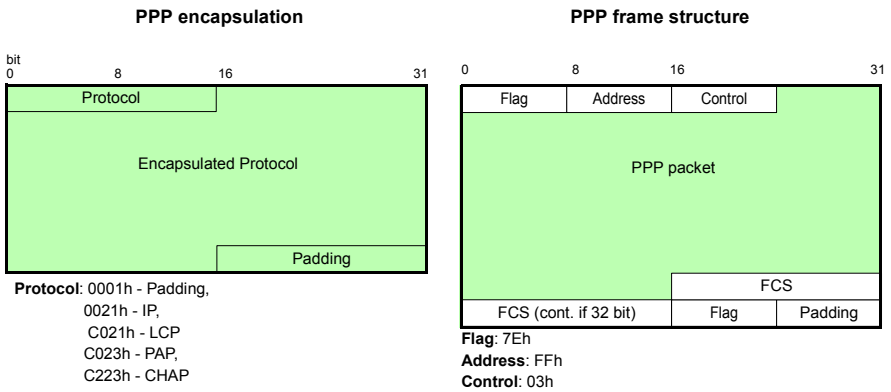 PPP encapsulation
bit
0 8 16 31
Protocol
Encapsulated Protocol
Padding
Protocol: 0001h - Padding,
0021h - IP,
C021h - LCP
C023h - PAP,
C223h - CHAP
PPP frame structure
0 8 16 31
Flag Address Control
PPP packet
FCS
FCS (cont. if 32 bit) Flag Padding
Flag: 7Eh
Address: FFh
Control: 03h